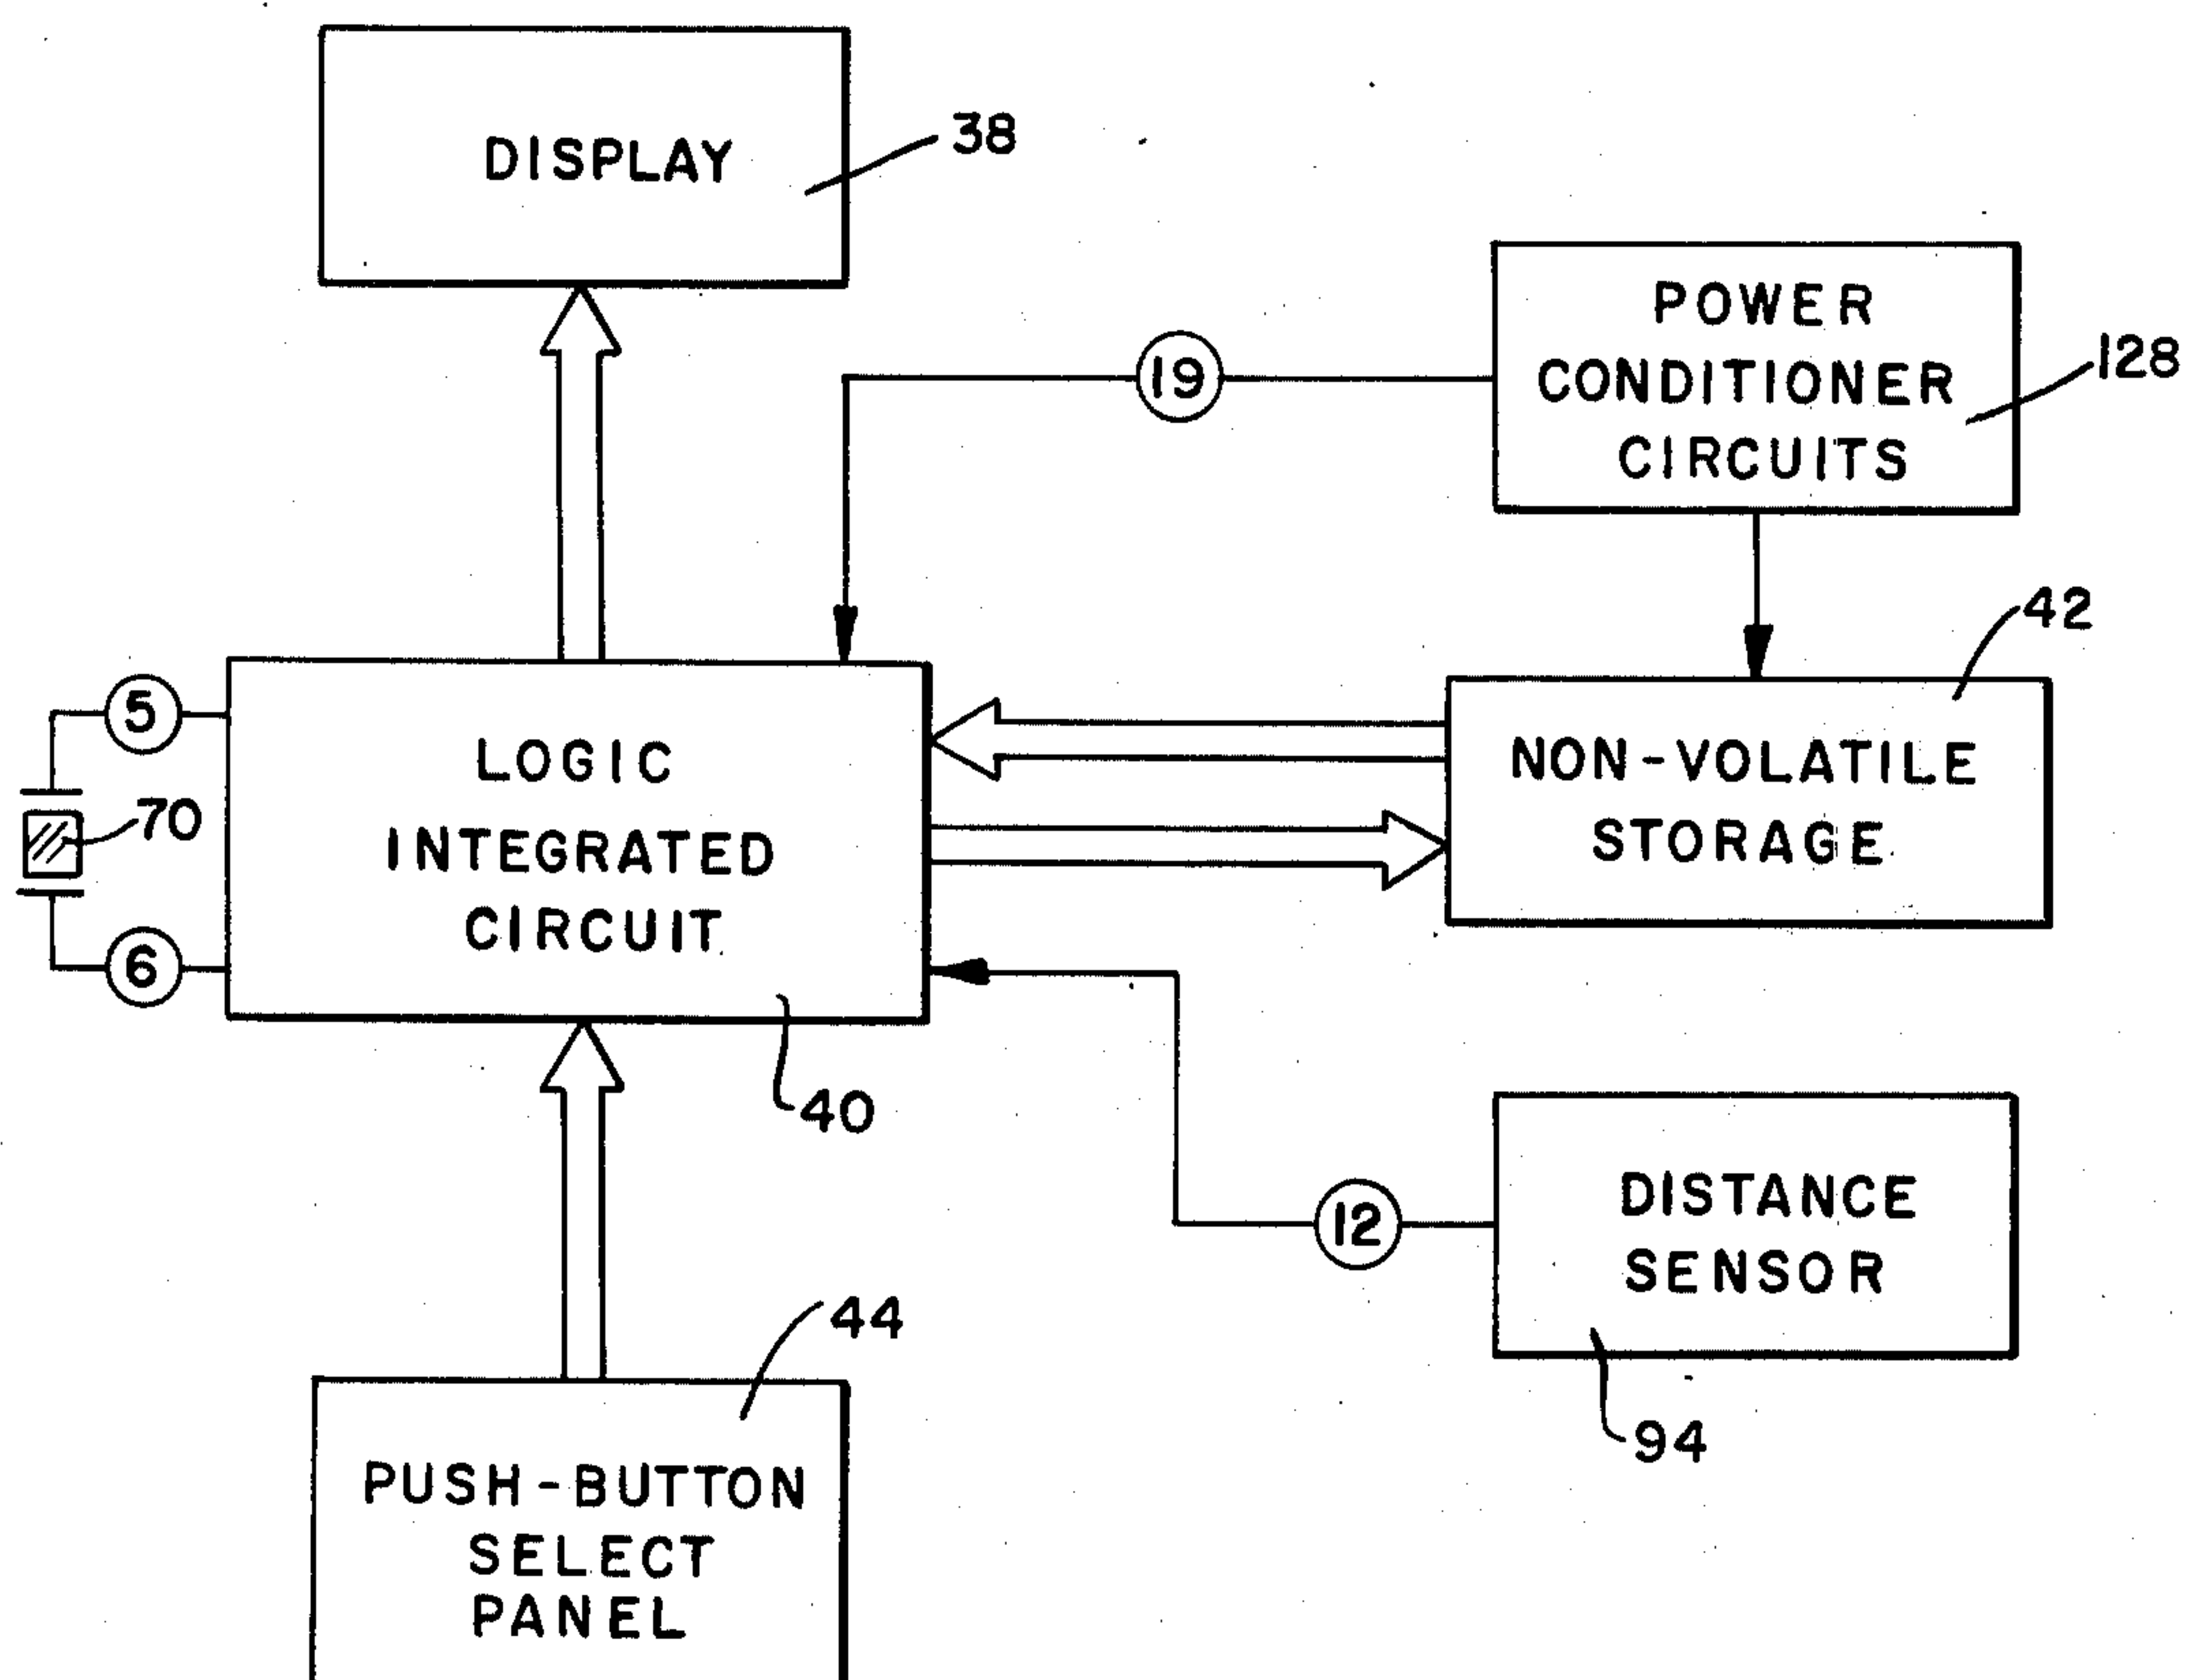 DISPLAY
38
POWER
CONDITIONER
CIRCUITS
128
19
42
5
LOGIC
INTEGRATED
CIRCUIT
70
6
40
NON-VOLATILE
STORAGE
12
DISTANCE
SENSOR
94
44
PUSH-BUTTON
SELECT
PANEL